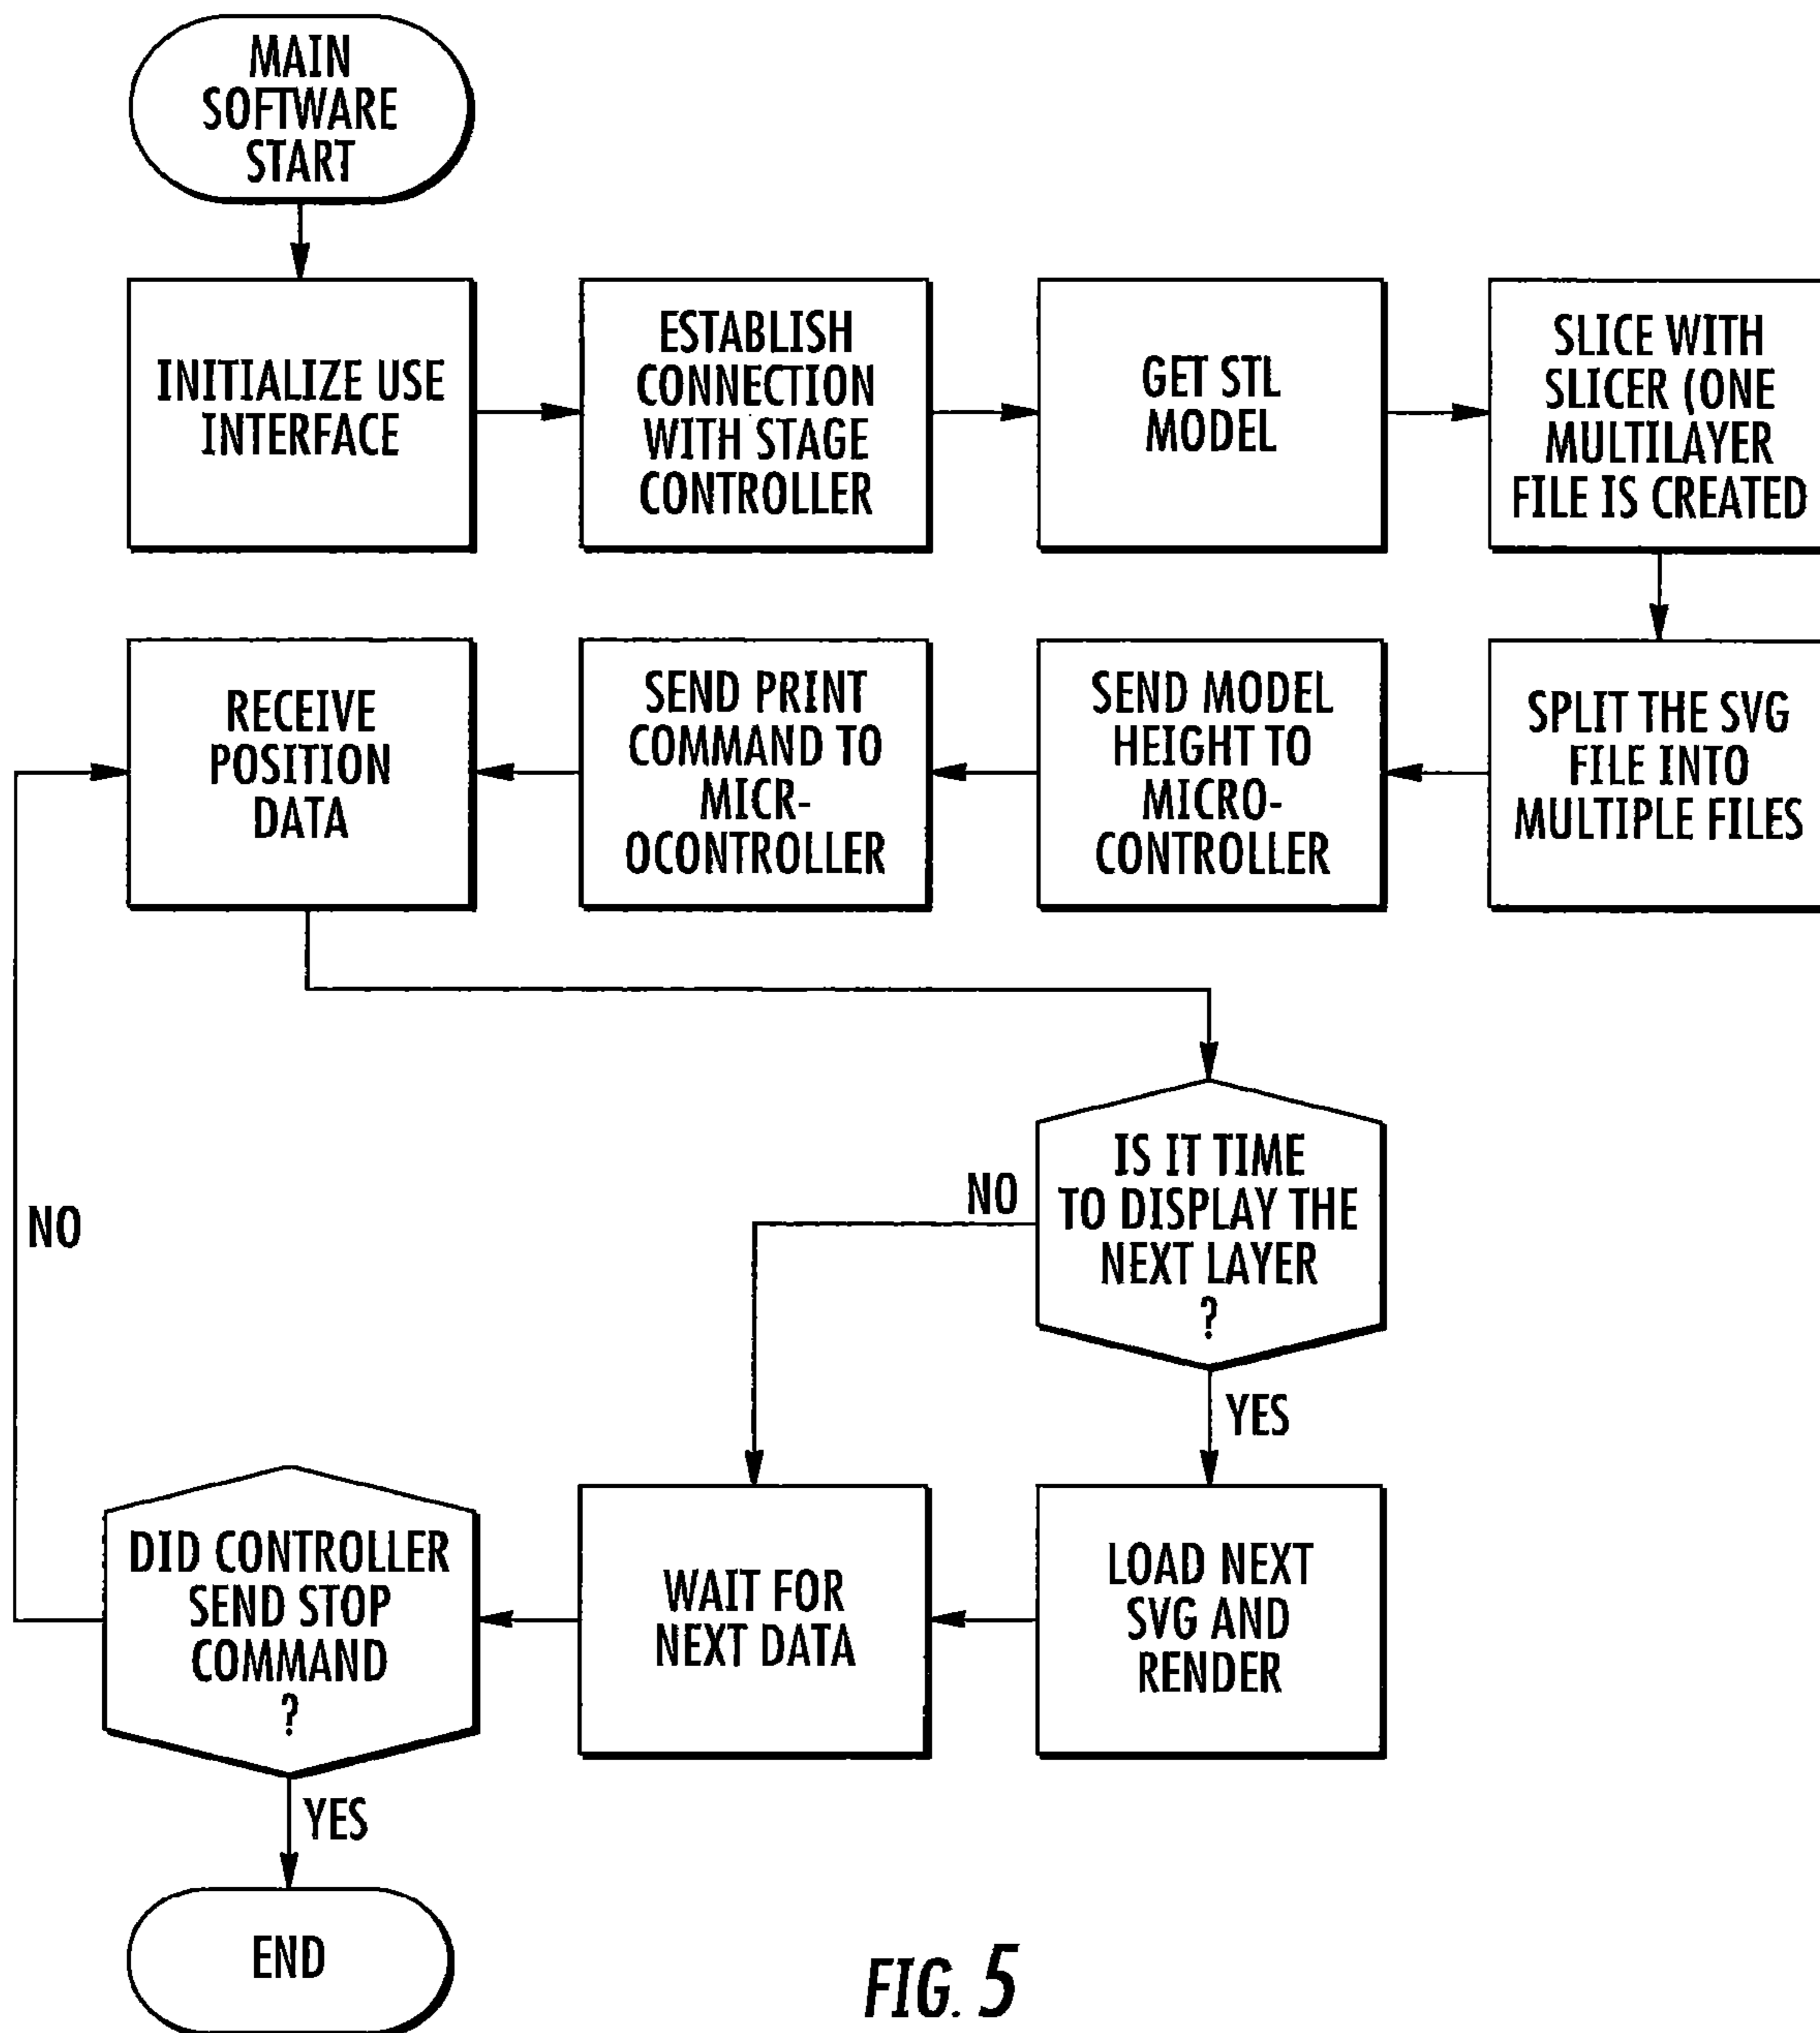 MAIN
SOFTWARE
START
INITIALIZE USE
INTERFACE
ESTABLISH
CONNECTION
WITH STAGE
CONTROLLER
GET STL
MODEL
SLICE WITH
SLICER (ONE
MULTILAYER
FILE IS CREATED
SPLIT THE SVG
FILE INTO
MULTIPLE FILES
SEND MODEL
HEIGHT TO
MICRO-
CONTROLLER
SEND PRINT
COMMAND TO
MICR-
OCONTROLLER
RECEIVE
POSITION
DATA
IS IT TIME
TO DISPLAY THE
NEXT LAYER
?
NO
YES
LOAD NEXT
SVG AND
RENDER
WAIT FOR
NEXT DATA
DID CONTROLLER
SEND STOP
COMMAND
?
NO
YES
END
FIG. 5